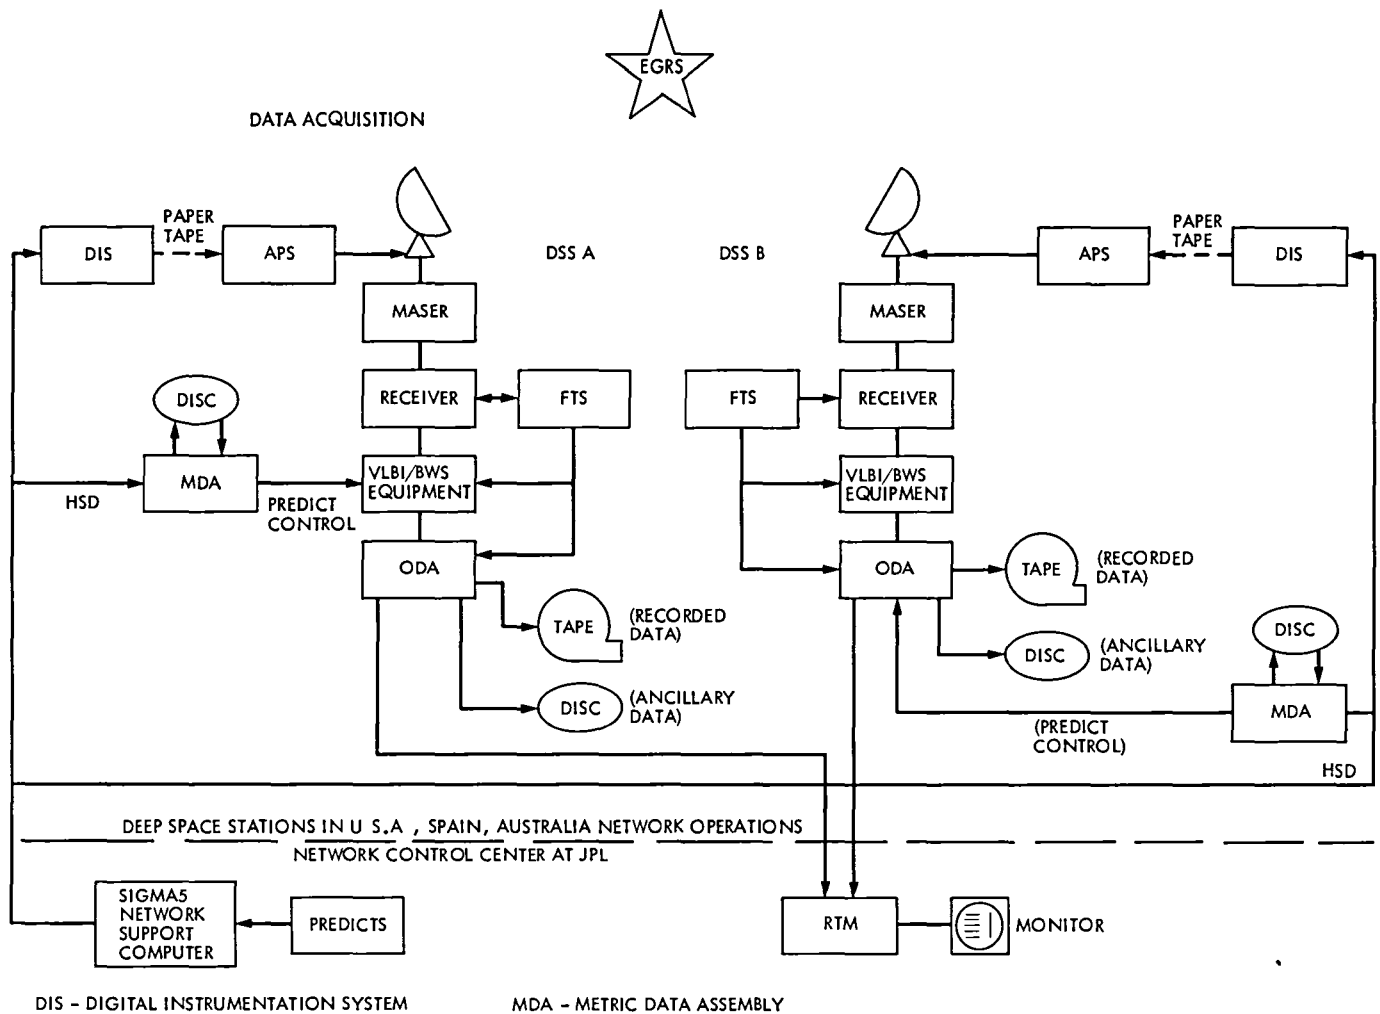 EGRS
DATA ACQUISITION
DIS
PAPER
TAPE
APS
DSS A
DSS B
APS
PAPER
TAPE
DIS
MASER
MASER
DISC
RECEIVER
FTS
FTS
RECEIVER
MDA
HSD
PREDICT
CONTROL
VLBI/BWS
EQUIPMENT
VLBI/BWS
EQUIPMENT
ODA
ODA
TAPE
(RECORDED
DATA)
TAPE
(RECORDED
DATA)
DISC
(ANCILLARY
DATA)
DISC
(ANCILLARY
DATA)
DISC
MDA
(PREDICT
CONTROL)
HSD
DEEP SPACE STATIONS IN U S.A , SPAIN, AUSTRALIA NETWORK OPERATIONS
NETWORK CONTROL CENTER AT JPL
SIGMA5
NETWORK
SUPPORT
COMPUTER
PREDICTS
RTM
MONITOR
DIS - DIGITAL INSTRUMENTATION SYSTEM
MDA - METRIC DATA ASSEMBLY